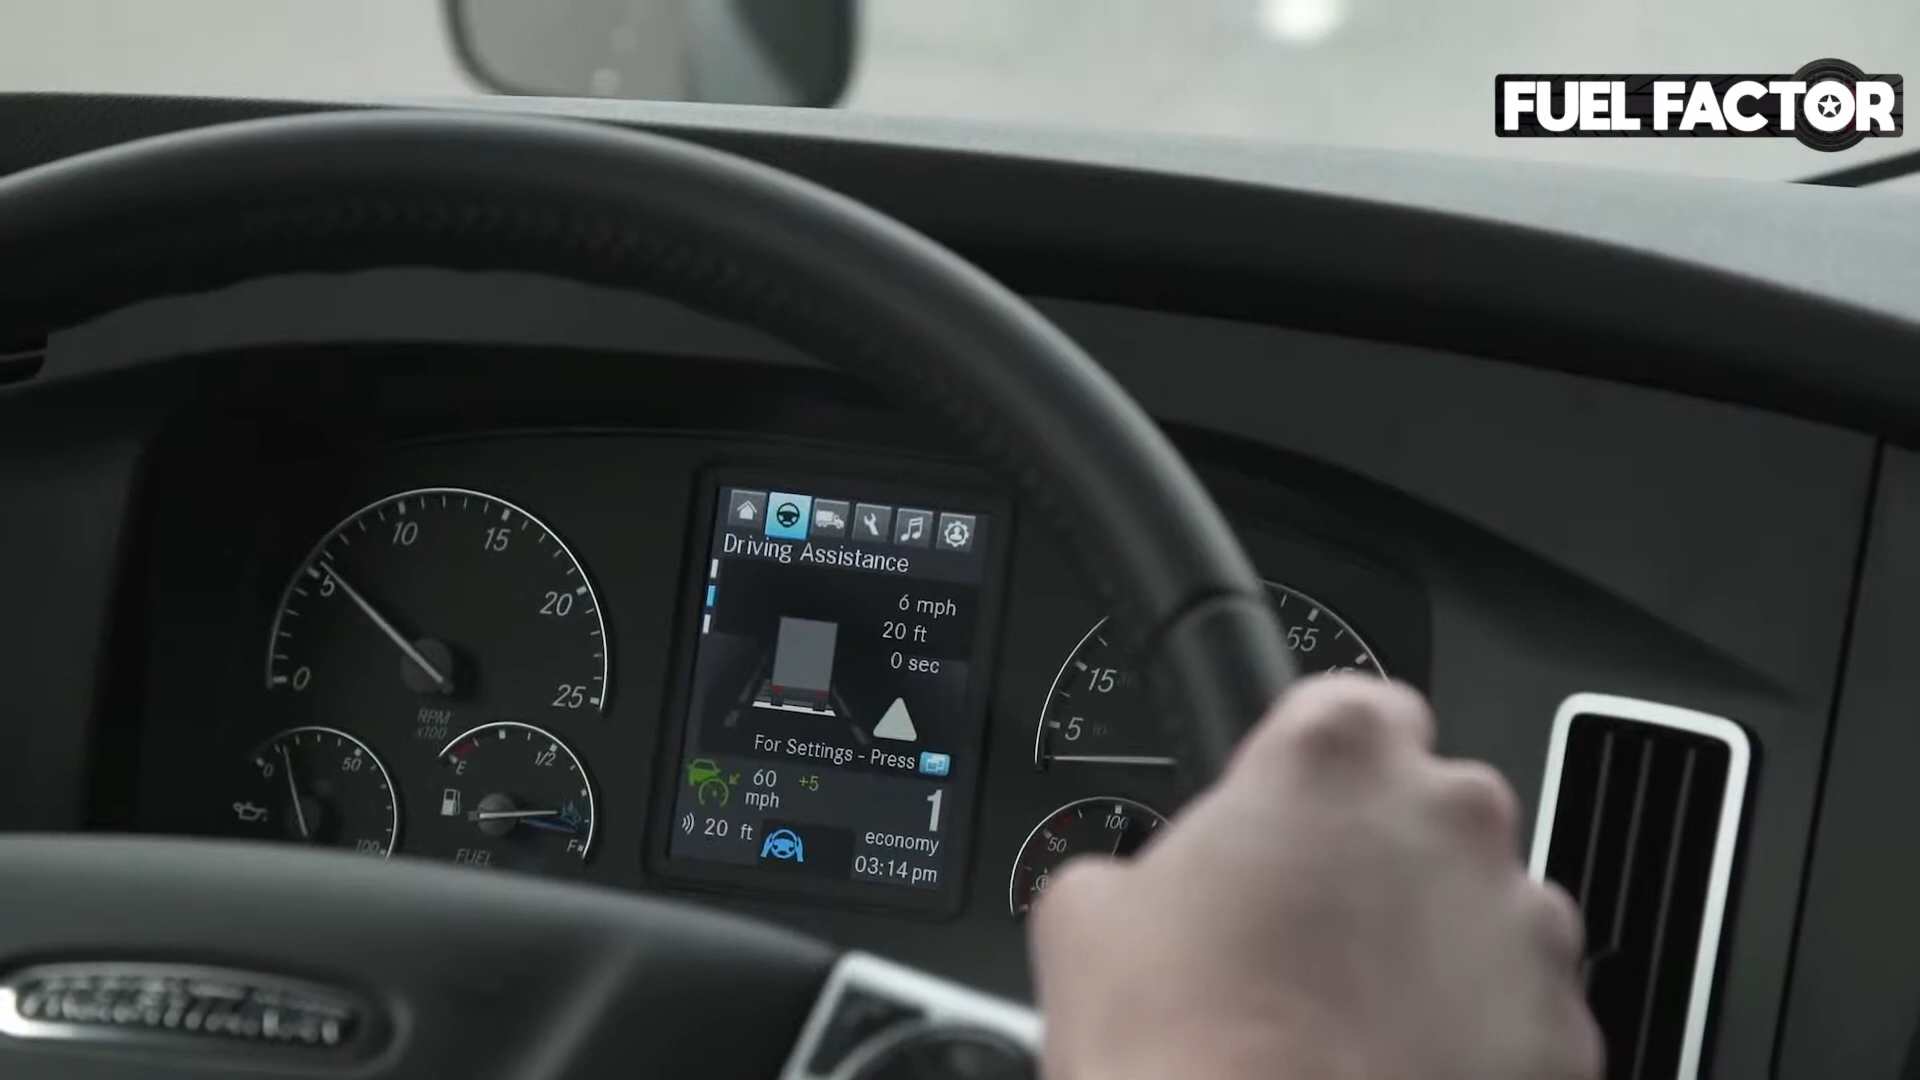 FUEL FACTOR
Driving Assistance
6 mph
20 ft
0 sec
For Settings - Press
60 mph
+5
20 ft
1
economy
03:14 pm
0
5
10
15
20
25
RPM
x100
0
50
100
E
1/2
F
FUEL
5
15
55
50
100